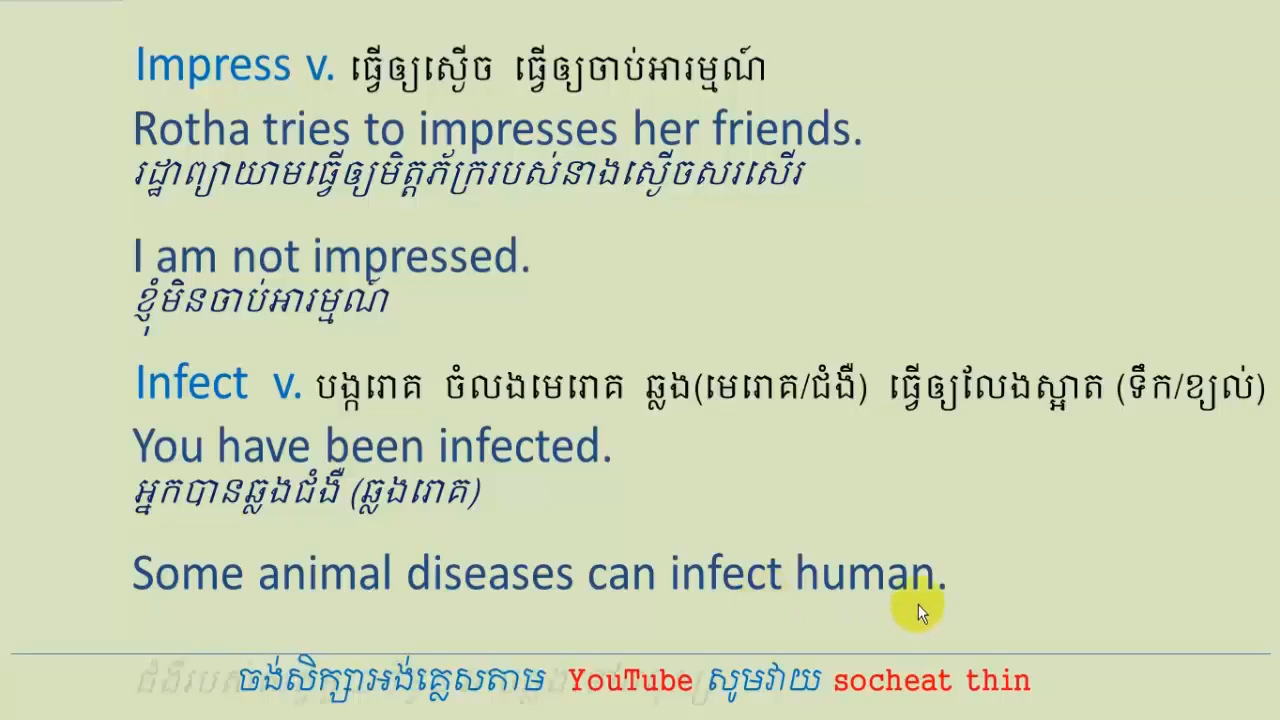 Impress v. ធ្វើឲ្យស្ងើច ធ្វើឲ្យចាប់អារម្មណ៍
Rotha tries to impresses her friends.
រដ្ឋាព្យាយាមធ្វើឲ្យមិត្តភ័ក្ររបស់នាងស្ងើចសរសើរ
I am not impressed.
ខ្ញុំមិនចាប់អារម្មណ៍
Infect v. បង្ករោគ ចំលងមេរោគ ឆ្លង(មេរោគ/ជំងឺ) ធ្វើឲ្យលែងស្អាត (ទឹក/ខ្យល់)
You have been infected.
អ្នកបានឆ្លងជំងឺ (ឆ្លងរោគ)
Some animal diseases can infect human.
ជំងឺរបស់
ចង់សិក្សាអង់គ្លេសតាម YouTube សូមវាយ socheat thin